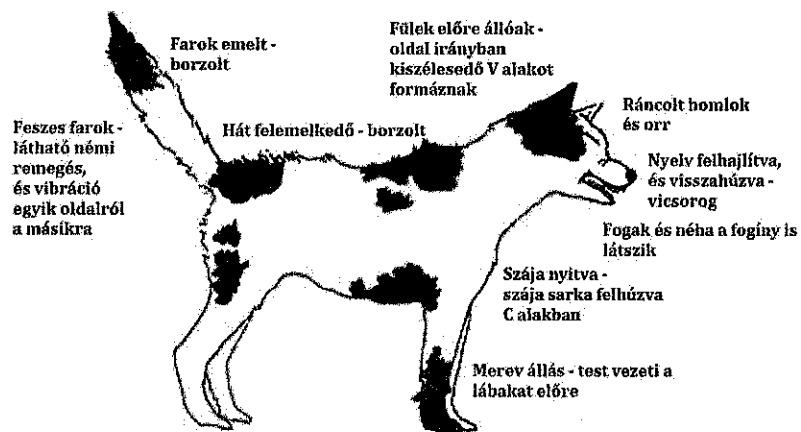 Farok emelt -
borzolt
Fülek előre állóak -
oldal irányban
kiszélesedő V alakot
formáznak
Ráncolt homlok
és orr
Feszes farok -
látható némi
remegés,
és vibráció
egyik oldalról
a másikra
Hát felemelkedő - borzolt
Nyelv felhajlítva,
és visszahúzva -
vicsorog
Fogak és néha a fogíny is
látszik
Szája nyitva -
szája sarka felhúzva
C alakban
Merev állás - test vezeti a
lábakat előre